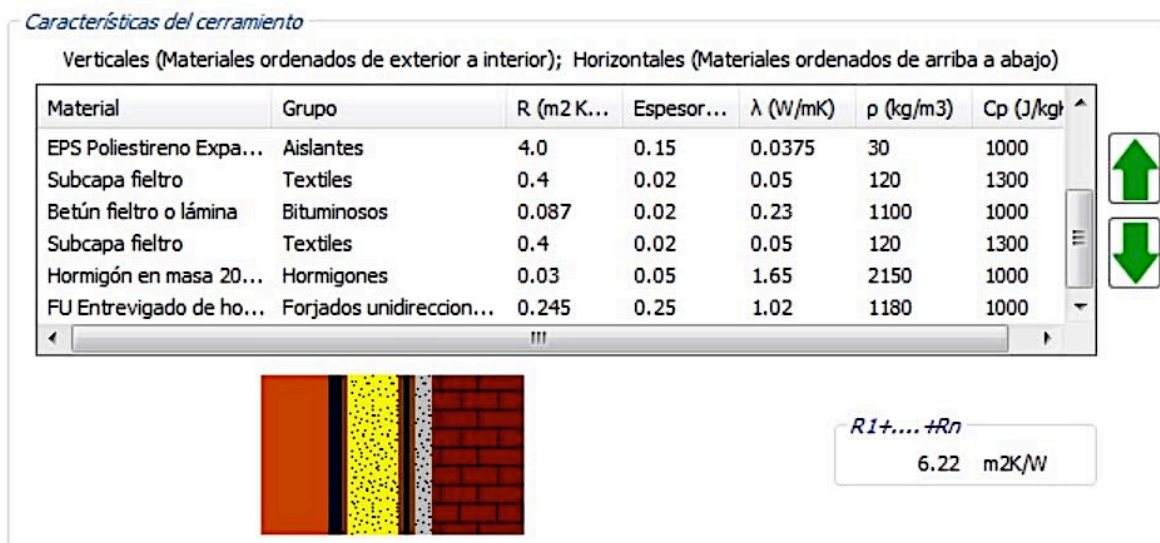 Características del cerramiento
Verticales (Materiales ordenados de exterior a interior); Horizontales (Materiales ordenados de arriba a abajo)
Material Grupo R (m2 K... Espesor... λ (W/mK) ρ (kg/m3) Cp (J/kgK
EPS Poliestireno Expa... Aislantes 4.0 0.15 0.0375 30 1000
Subcapa fieltro Textiles 0.4 0.02 0.05 120 1300
Betún fieltro o lámina Bituminosos 0.087 0.02 0.23 1100 1000
Subcapa fieltro Textiles 0.4 0.02 0.05 120 1300
Hormigón en masa 20... Hormigones 0.03 0.05 1.65 2150 1000
FU Entrevigado de ho... Forjados unidireccion... 0.245 0.25 1.02 1180 1000
R1+....+Rn
6.22 m2K/W